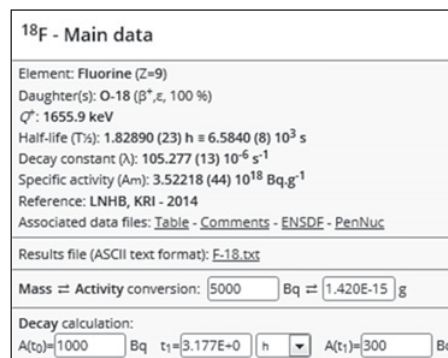 ¹⁸F - Main data
Element: Fluorine (Z=9)
Daughter(s): O-18 (β⁺,ε, 100 %)
Q⁺: 1655.9 keV
Half-life (T½): 1.82890 (23) h ≡ 6.5840 (8) 10³ s
Decay constant (λ): 105.277 (13) 10⁻⁶ s⁻¹
Specific activity (Am): 3.52218 (44) 10¹⁸ Bq.g⁻¹
Reference: LNHB, KRI - 2014
Associated data files: Table - Comments - ENSDF - PenNuc
Results file (ASCII text format): F-18.txt
Mass ⇄ Activity conversion: 5000 Bq ⇄ 1.420E-15 g
Decay calculation:
A(t₀)= 1000 Bq t₁= 3.177E+0 h A(t₁)= 300